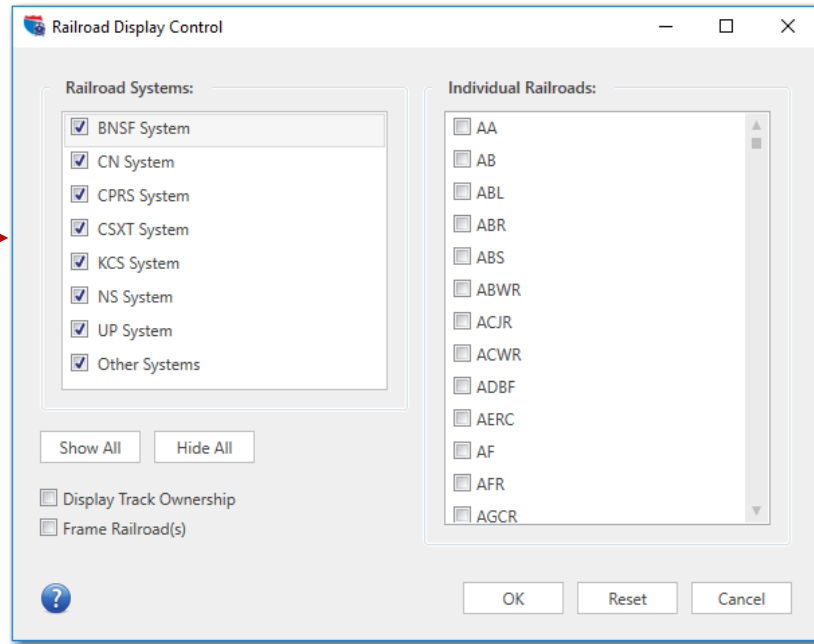 Railroad Display Control
Railroad Systems:
BNSF System
CN System
CPRS System
CSXT System
KCS System
NS System
UP System
Other Systems
Show All
Hide All
Display Track Ownership
Frame Railroad(s)
Individual Railroads:
AA
AB
ABL
ABR
ABS
ABWR
ACJR
ACWR
ADBF
AERC
AF
AFR
AGCR
?
OK
Reset
Cancel